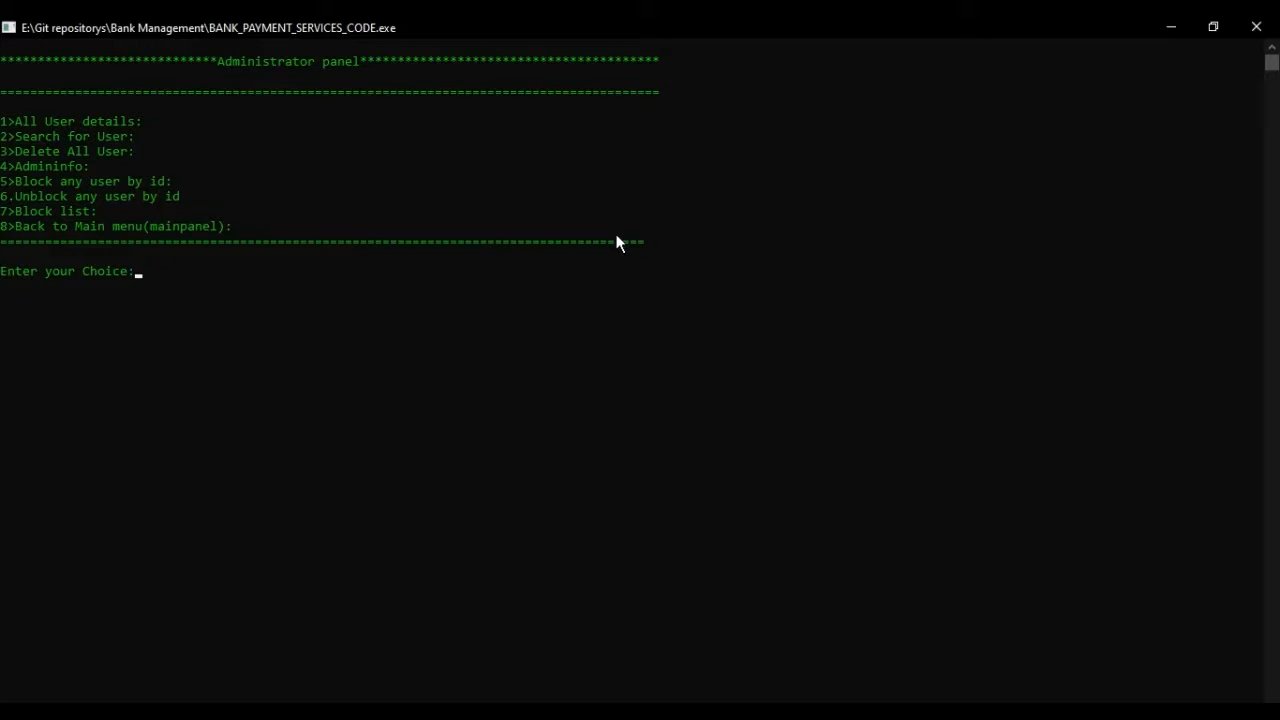 E:\Git repositorys\Bank Management\BANK_PAYMENT_SERVICES_CODE.exe
*****************************Administrator panel****************************************
========================================================================================
1>All User details:
2>Search for User:
3>Delete All User:
4>Admininfo:
5>Block any user by id:
6.Unblock any user by id
7>Block list:
8>Back to Main menu(mainpanel):
======================================================================================
Enter your Choice: